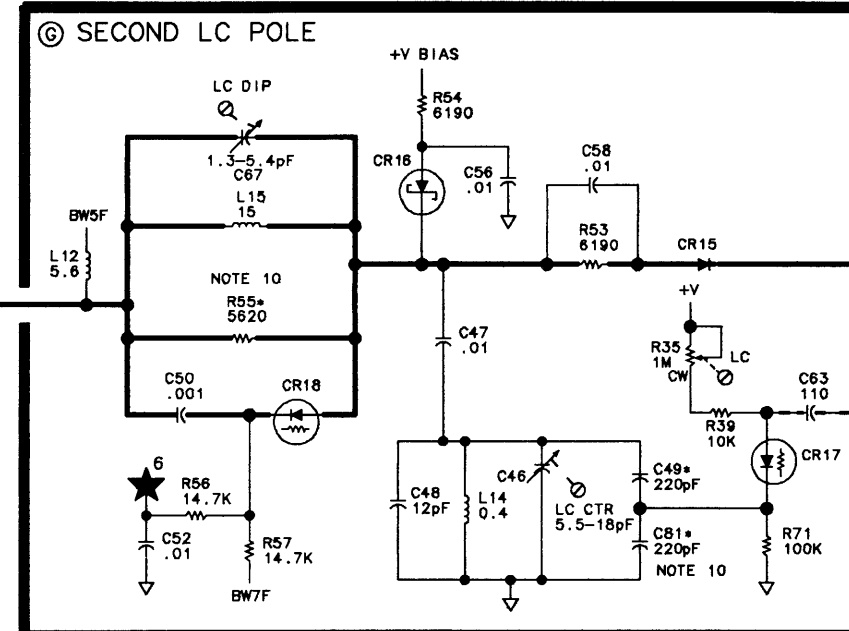 G SECOND LC POLE
+V BIAS
LC DIP
R54
6190
1.3-5.4pF
C67
CR16
C56
.01
C58
.01
L15
15
BW5F
R53
6190
CR15
L12
5.6
NOTE 10
R55*
5620
+V
C47
.01
R35
1M
CW
LC
C50
.001
CR18
C63
110
R39
10K
CR17
6
R56
14.7K
C48
12pF
L14
0.4
C46
LC CTR
5.5-18pF
C49*
220pF
C81*
220pF
NOTE 10
R71
100K
C52
.01
R57
14.7K
BW7F